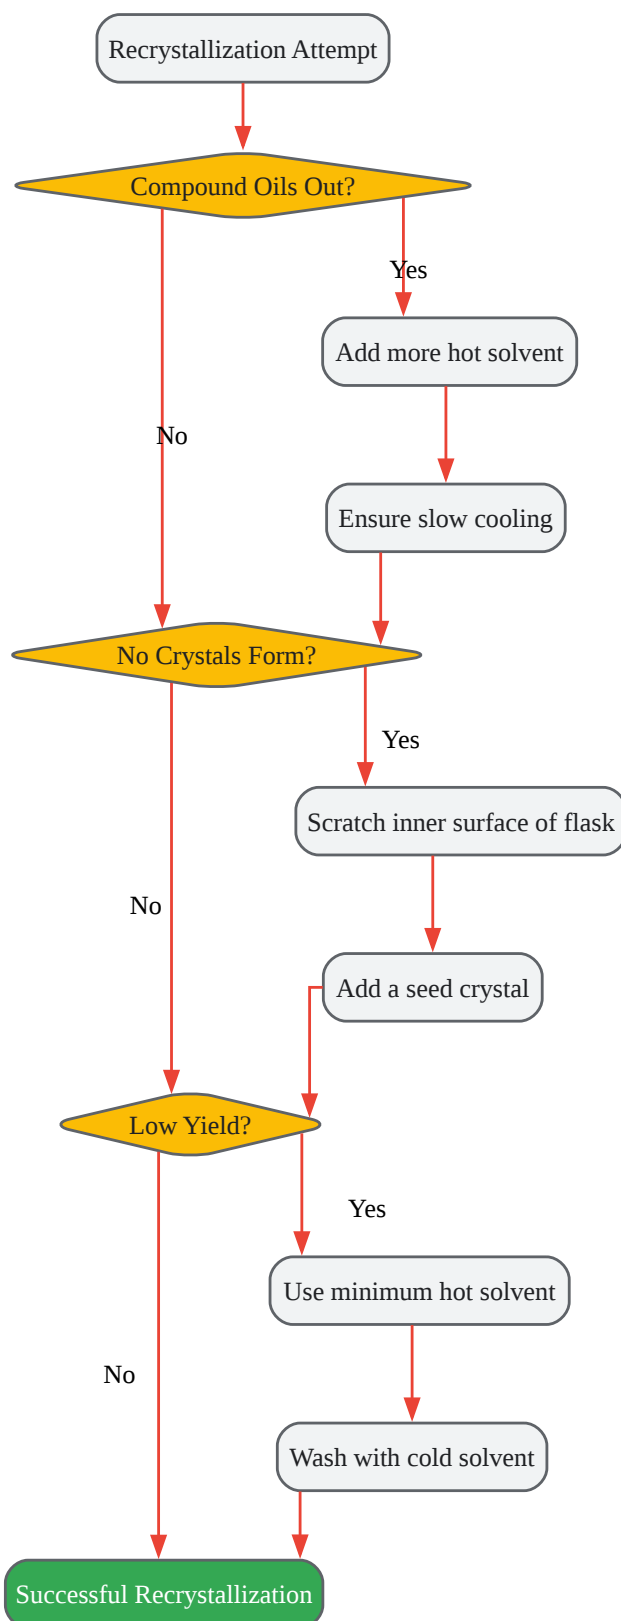 Recrystallization Attempt
Compound Oils Out?
Yes
Add more hot solvent
No
Ensure slow cooling
No Crystals Form?
Yes
Scratch inner surface of flask
No
Add a seed crystal
Low Yield?
Yes
Use minimum hot solvent
No
Wash with cold solvent
Successful Recrystallization